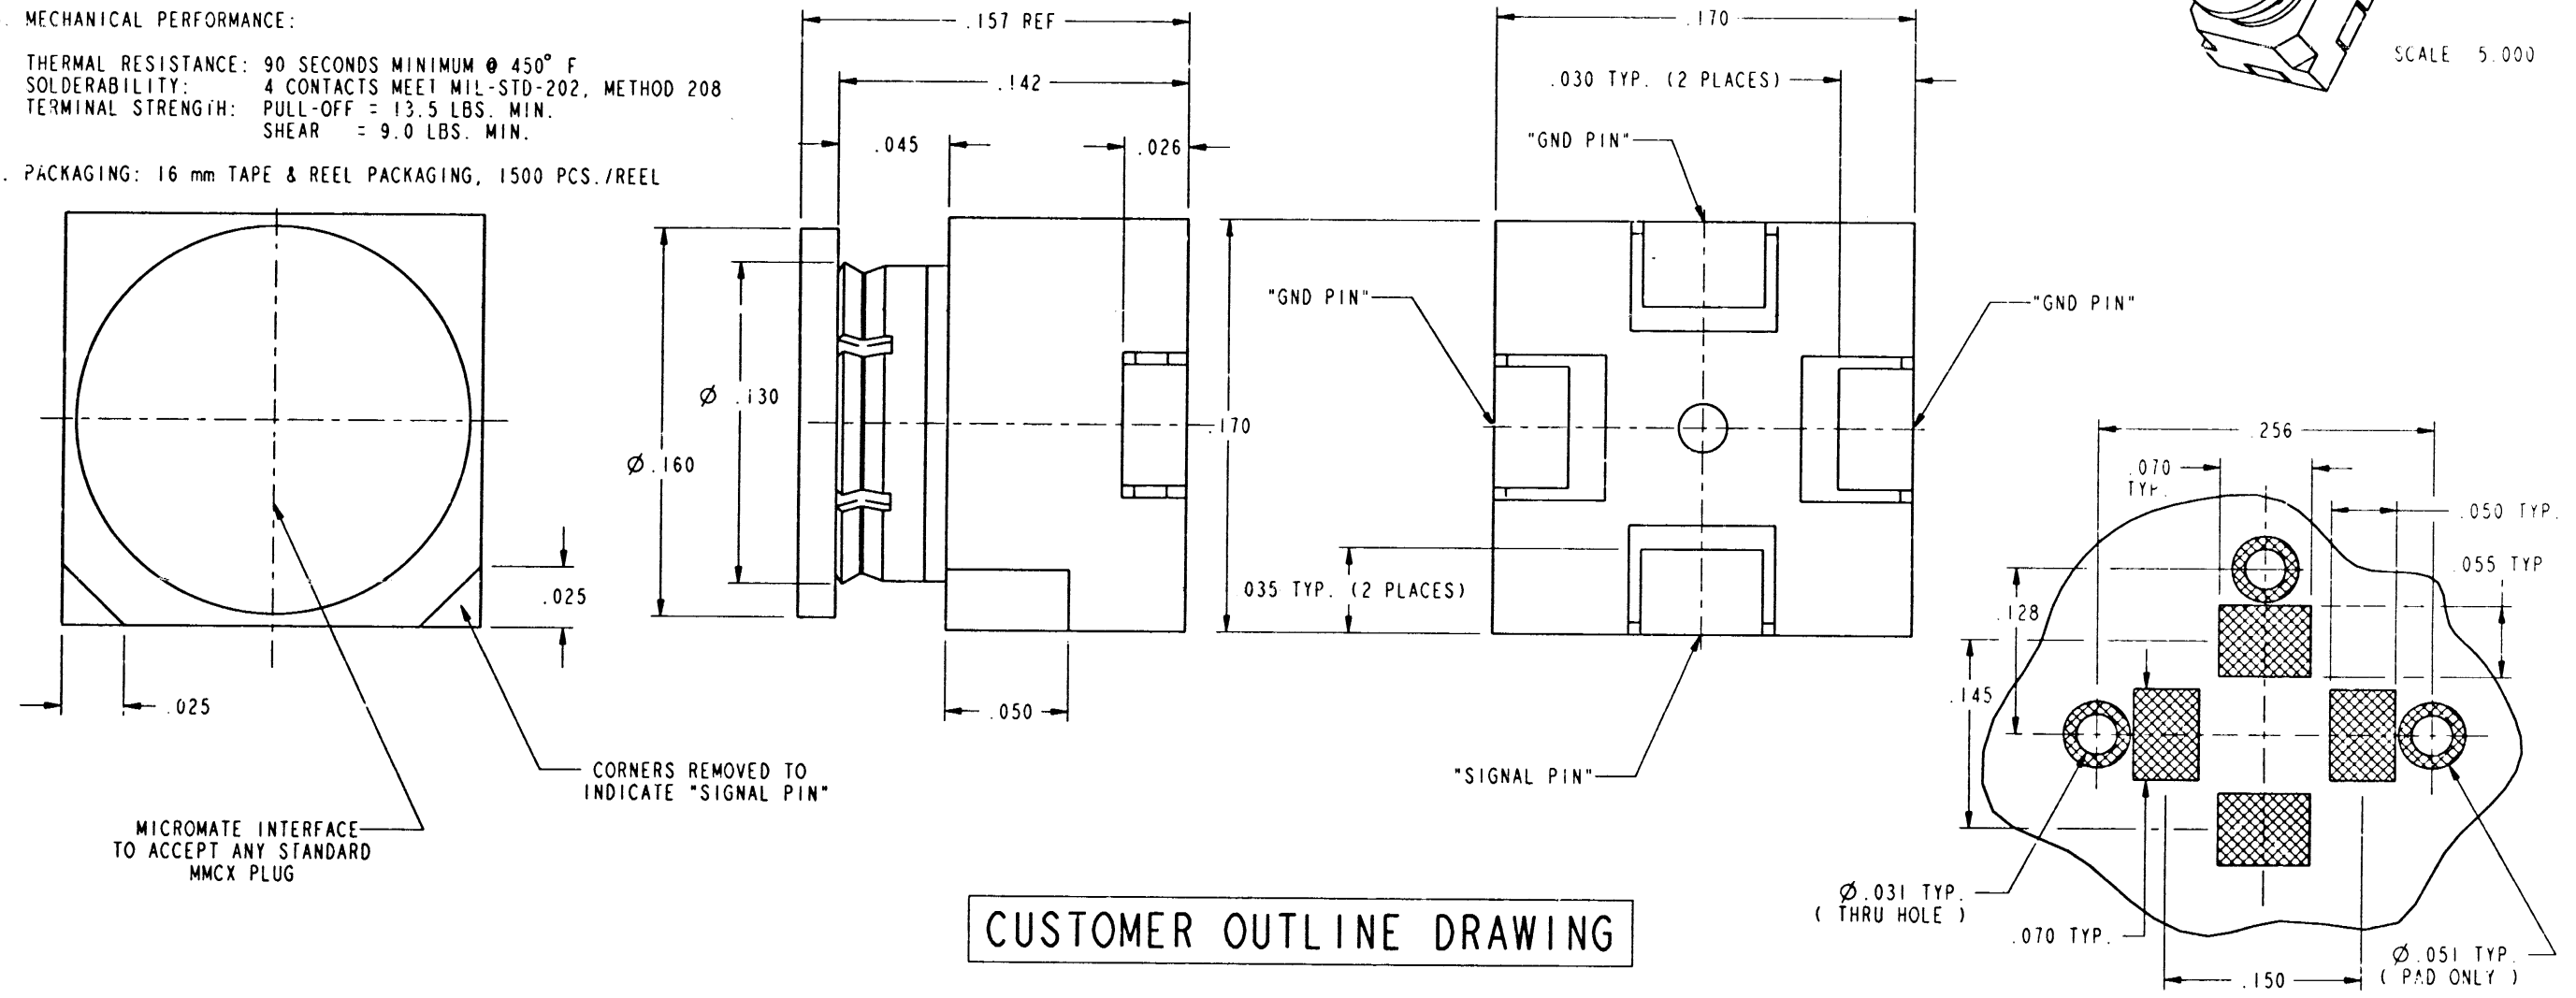 . MECHANICAL PERFORMANCE:
THERMAL RESISTANCE: 90 SECONDS MINIMUM @ 450° F
SOLDERABILITY: 4 CONTACTS MEET MIL-STD-202, METHOD 208
TERMINAL STRENGTH: PULL-OFF = 13.5 LBS. MIN.
SHEAR = 9.0 LBS. MIN.
. PACKAGING: 16 mm TAPE & REEL PACKAGING, 1500 PCS./REEL
.025
.025
CORNERS REMOVED TO
INDICATE "SIGNAL PIN"
MICROMATE INTERFACE
TO ACCEPT ANY STANDARD
MMCX PLUG
.157 REF
.142
.045
.026
Ø .130
Ø.160
.170
.050
.170
.030 TYP. (2 PLACES)
"GND PIN"
"GND PIN"
"GND PIN"
035 TYP. (2 PLACES)
"SIGNAL PIN"
SCALE 5.000
.256
.070
TYP.
.050 TYP.
.055 TYP
.128
.145
Ø.031 TYP.
( THRU HOLE )
.070 TYP.
Ø.051 TYP.
( PAD ONLY )
.150
CUSTOMER OUTLINE DRAWING